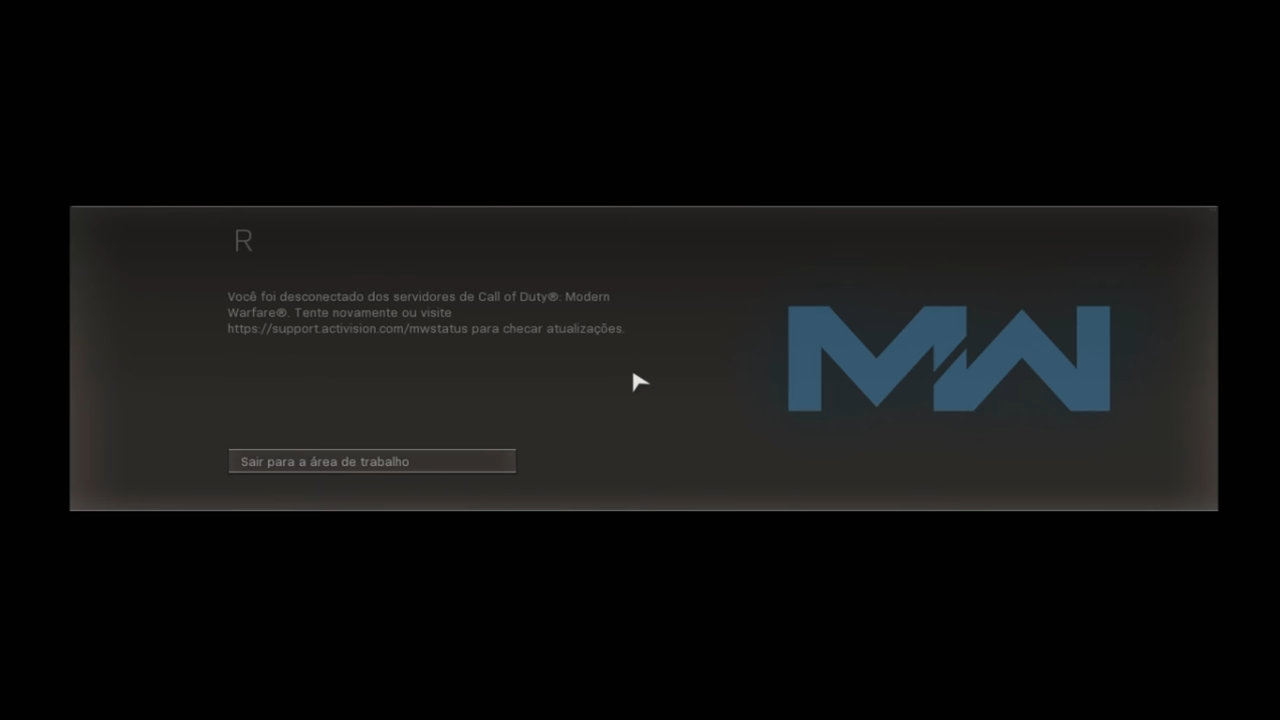 R
Você foi desconectado dos servidores de Call of Duty®: Modern
Warfare®. Tente novamente ou visite
https://support.activision.com/mwstatus para checar atualizações.
MW
Sair para a área de trabalho